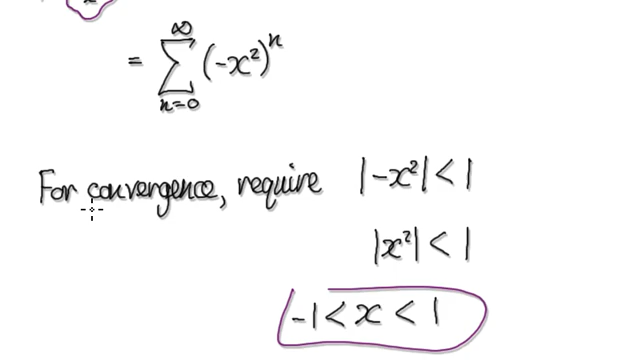 = ∑_{n=0}^{∞} (-x²)ⁿ
For convergence, require |-x²| < 1
|x²| < 1
-1 < x < 1